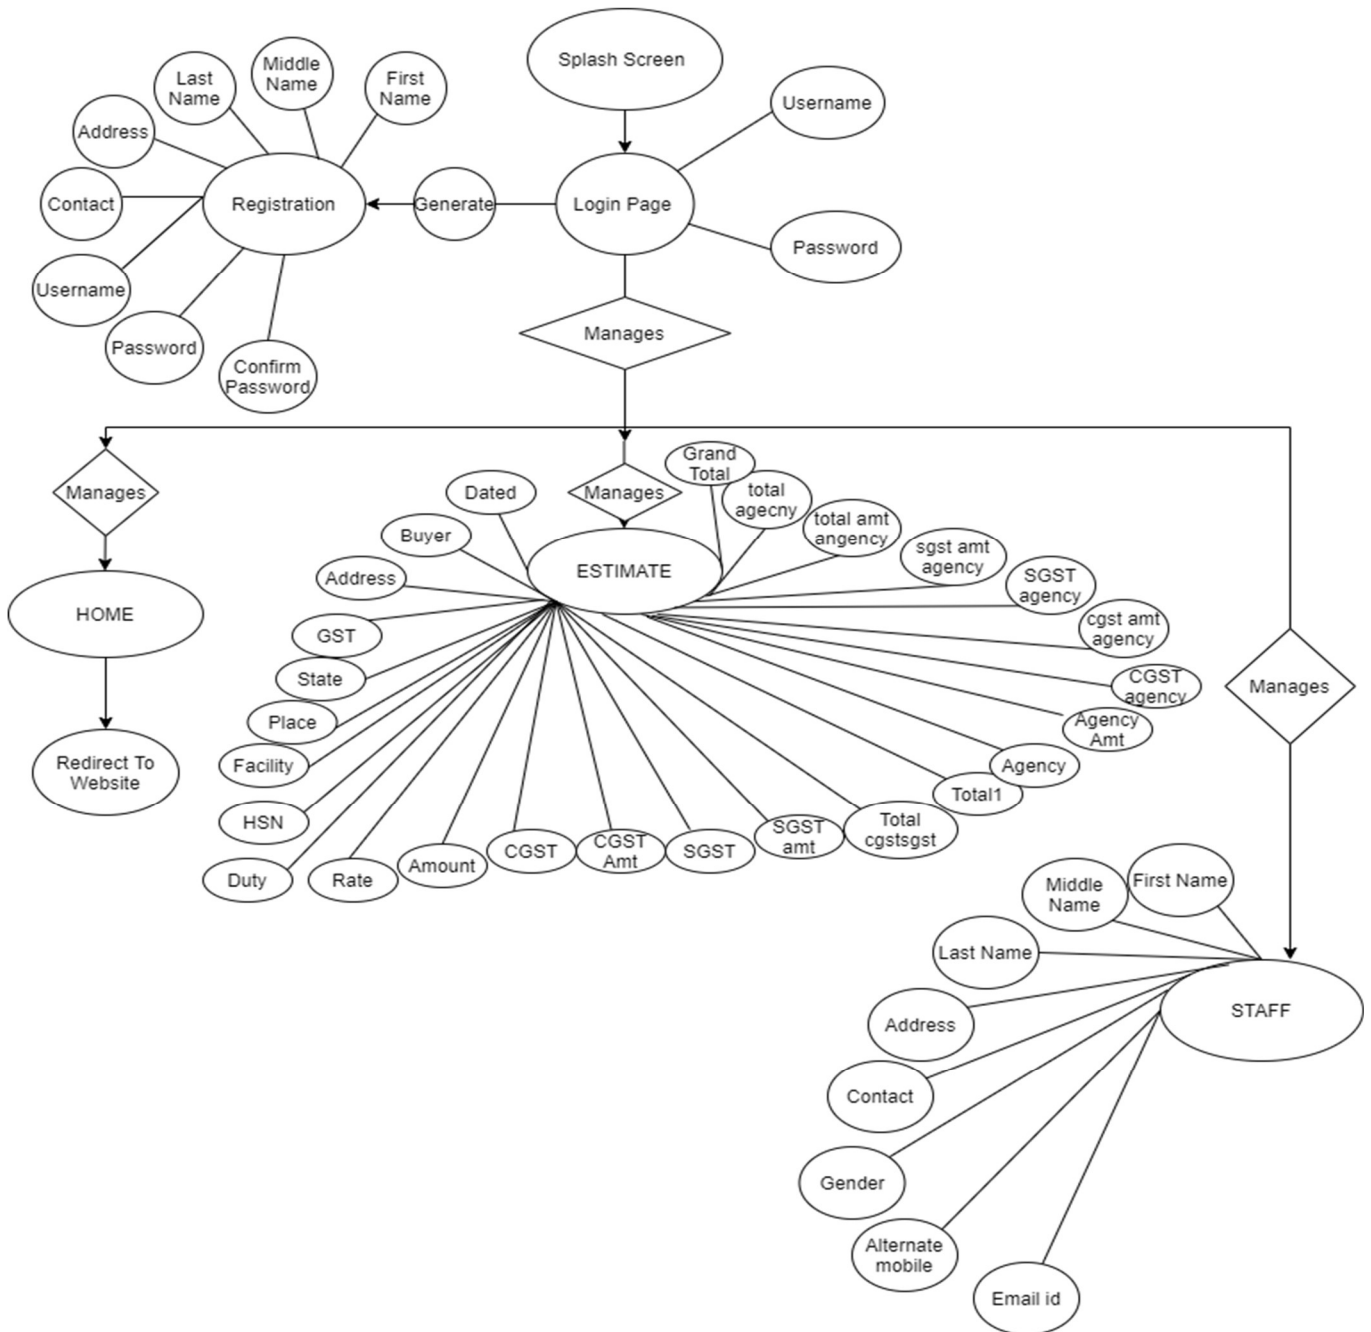 Splash Screen
Middle
Name
Last
Name
First
Name
Username
Address
Contact
Registration
Generate
Login Page
Password
Username
Manages
Password
Confirm
Password
Grand
Total
Manages
Dated
Manages
total
agecny
Buyer
total amt
angency
sgst amt
agency
Address
ESTIMATE
SGST
agency
HOME
GST
cgst amt
agency
State
CGST
agency
Manages
Place
Agency
Amt
Redirect To
Website
Facility
Agency
Total1
HSN
Total
cgstsgst
SGST
amt
CGST
CGST
Amt
SGST
Amount
Duty
Rate
First Name
Middle
Name
Last Name
STAFF
Address
Contact
Gender
Alternate
mobile
Email id